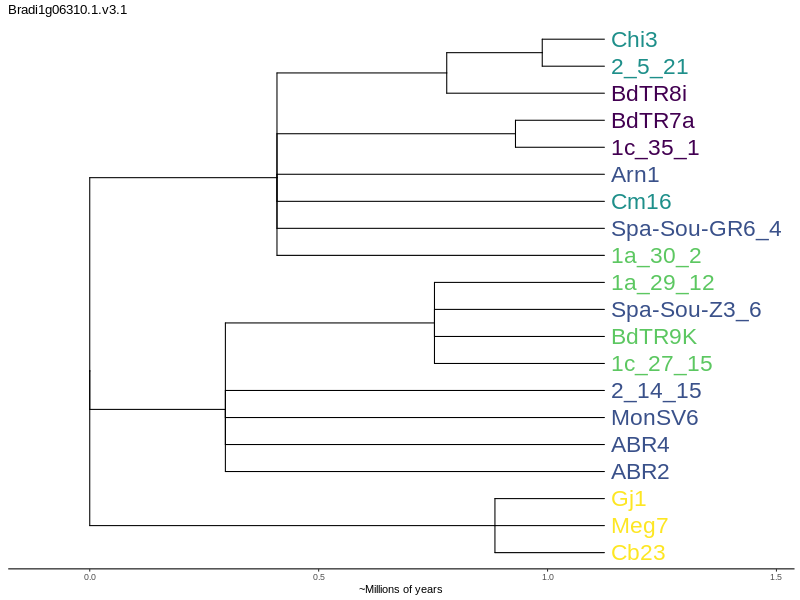 Bradi1g06310.1.v3.1
Chi3
2_5_21
BdTR8i
BdTR7a
1c_35_1
Arn1
Cm16
Spa-Sou-GR6_4
1a_30_2
1a_29_12
Spa-Sou-Z3_6
BdTR9K
1c_27_15
2_14_15
MonSV6
ABR4
ABR2
Gj1
Meg7
Cb23
0.0 0.5 1.0 1.5
~Millions of years